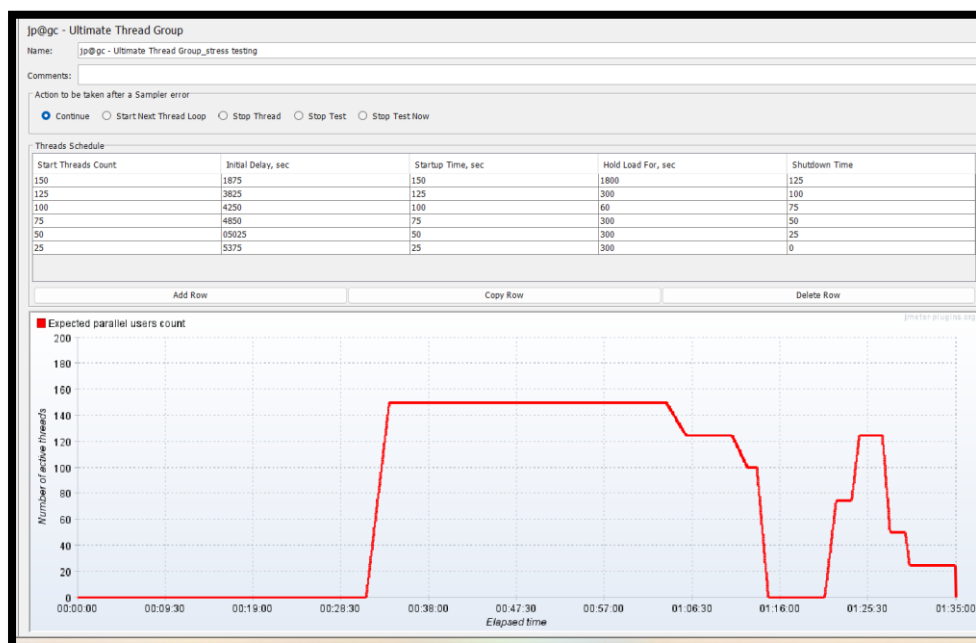 jp@gc - Ultimate Thread Group
Name: jp@gc - Ultimate Thread Group_stress testing
Comments:
Action to be taken after a Sampler error
Continue Start Next Thread Loop Stop Thread Stop Test Stop Test Now
Threads Schedule
Start Threads Count Initial Delay, sec Startup Time, sec Hold Load For, sec Shutdown Time
150 1875 150 1800 125
125 3825 125 300 100
100 4250 100 60 75
75 4850 75 300 50
50 05025 50 300 25
25 5375 25 300 0
Add Row Copy Row Delete Row
jmeter-plugins.org
Expected parallel users count
200
180
160
140
120
100
80
60
40
20
0
Number of active threads
00:00:00 00:09:30 00:19:00 00:28:30 00:38:00 00:47:30 00:57:00 01:06:30 01:16:00 01:25:30 01:35:00
Elapsed time